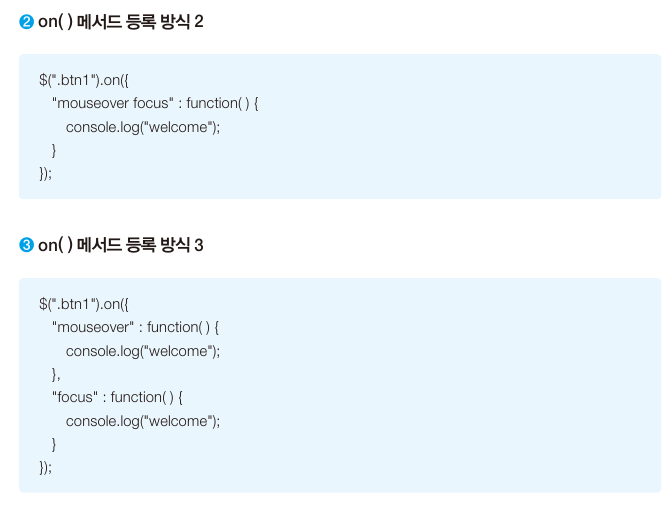 ❷ on( ) 메서드 등록 방식 2
$(".btn1").on({
"mouseover focus" : function( ) {
console.log("welcome");
}
});
❸ on( ) 메서드 등록 방식 3
$(".btn1").on({
"mouseover" : function( ) {
console.log("welcome");
},
"focus" : function( ) {
console.log("welcome");
}
});